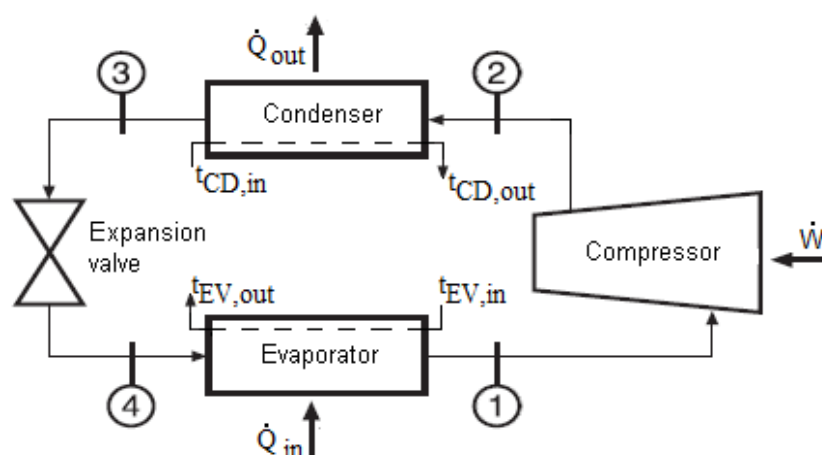 Q̇ out
3
2
Condenser
tCD,in
tCD,out
Expansion
valve
Compressor
Ẇ
tEV,out
tEV,in
Evaporator
4
1
Q̇ in